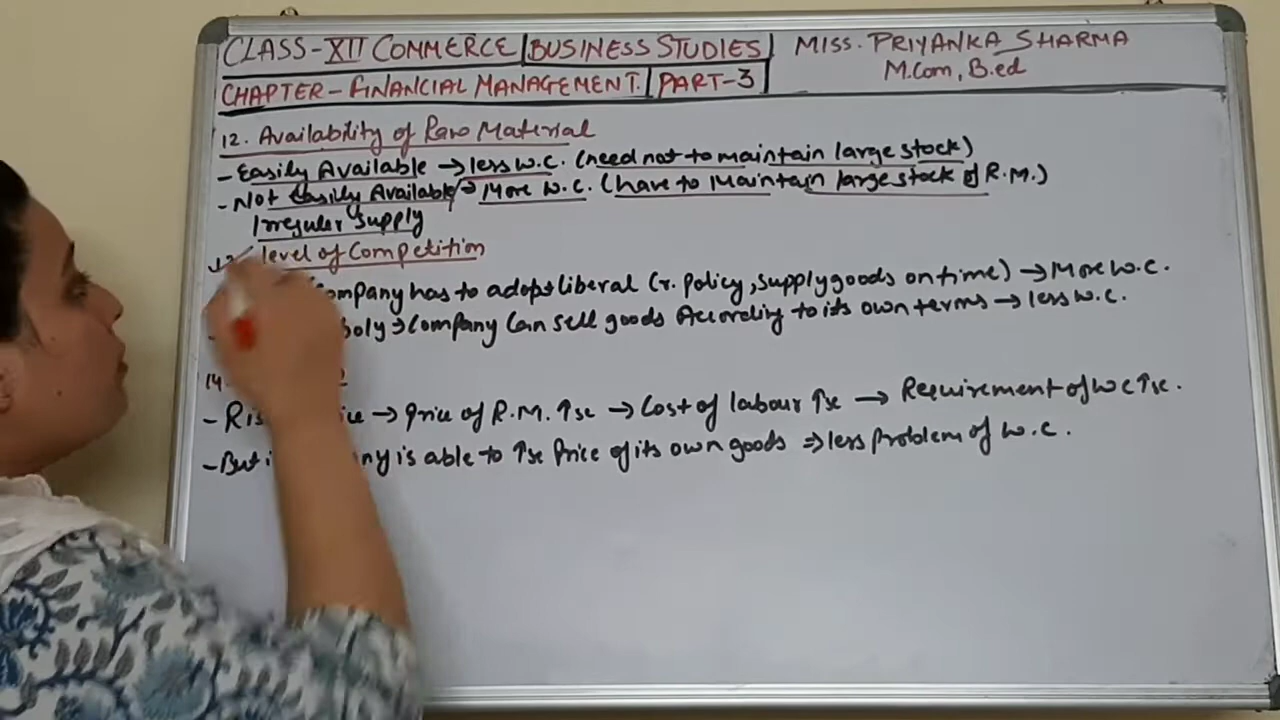 CLASS-XII COMMERCE | BUSINESS STUDIES | MISS. PRIYANKA SHARMA
CHAPTER- FINANCIAL MANAGEMENT. | PART-3 | M.Com, B.ed
12. Availability of Raw Material
- Easily Available → less w.c. (need not to maintain large stock)
- Not Easily Available → More w.c. (have to Maintain large stock of R.M.)
Irregular Supply
level of Competition
Company has to adopt liberal Cr. Policy, supply goods on time) → More w.c.
Company Can sell goods According to its own terms → less w.c.
14.
- → price of R.M. ↑se → Cost of labour ↑se → Requirement of wc ↑se.
- But is able to ↑se Price of its own goods ⇒ less Problem of w.c.